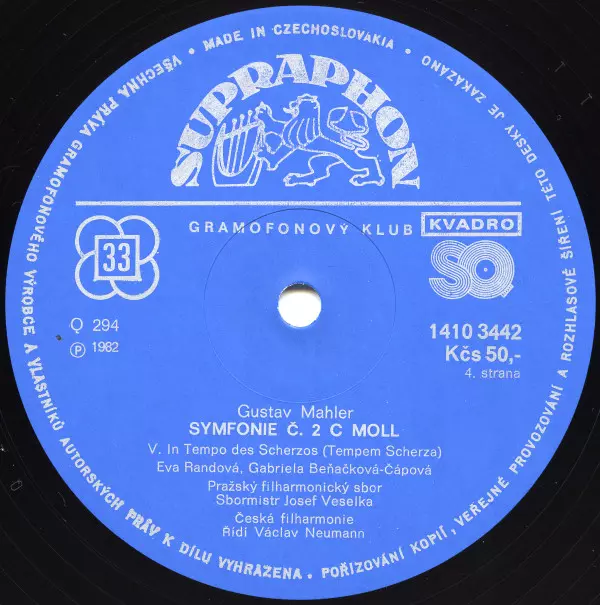 VŠECHNA PRÁVA GRAMOFONOVÉHO VÝROBCE A VLASTNÍKŮ AUTORSKÝCH PRÁV K DÍLU VYHRAZENA • POŘIZOVÁNÍ KOPIÍ, VEŘEJNÉ PROVOZOVÁNÍ A ROZHLASOVÉ ŠÍŘENÍ TÉTO DESKY JE ZAKÁZÁNO • MADE IN CZECHOSLOVAKIA •
SUPRAPHON
GRAMOFONOVÝ KLUB
KVADRO
33
SQ
Q 294
Ⓟ 1982
1410 3442
Kčs 50,-
4. strana
Gustav Mahler
SYMFONIE Č. 2 C MOLL
V. In Tempo des Scherzos (Tempem Scherza)
Eva Randová, Gabriela Beňačková-Čápová
Pražský filharmonický sbor
Sbormistr Josef Veselka
Česká filharmonie
Řídí Václav Neumann